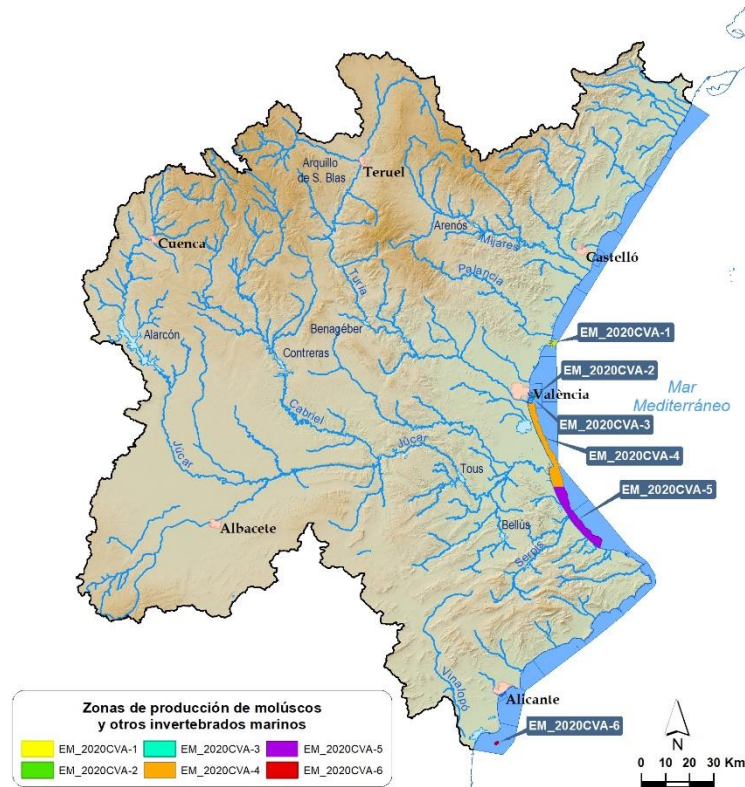 Arquillo
de S. Blas
Teruel
Cuenca
Arenós
Mijares
Castelló
Palancia
Turia
Alarcón
Benagéber
Contreras
EM_2020CVA-1
EM_2020CVA-2
València
EM_2020CVA-3
Mar
Mediterráneo
Cabriel
EM_2020CVA-4
Júcar
Júcar
Tous
EM_2020CVA-5
Albacete
Bellús
Serpis
Vinalopó
Alicante
EM_2020CVA-6
Zonas de producción de molúscos
y otros invertebrados marinos
EM_2020CVA-1
EM_2020CVA-3
EM_2020CVA-5
EM_2020CVA-2
EM_2020CVA-4
EM_2020CVA-6
N
0 10 20 30 Km